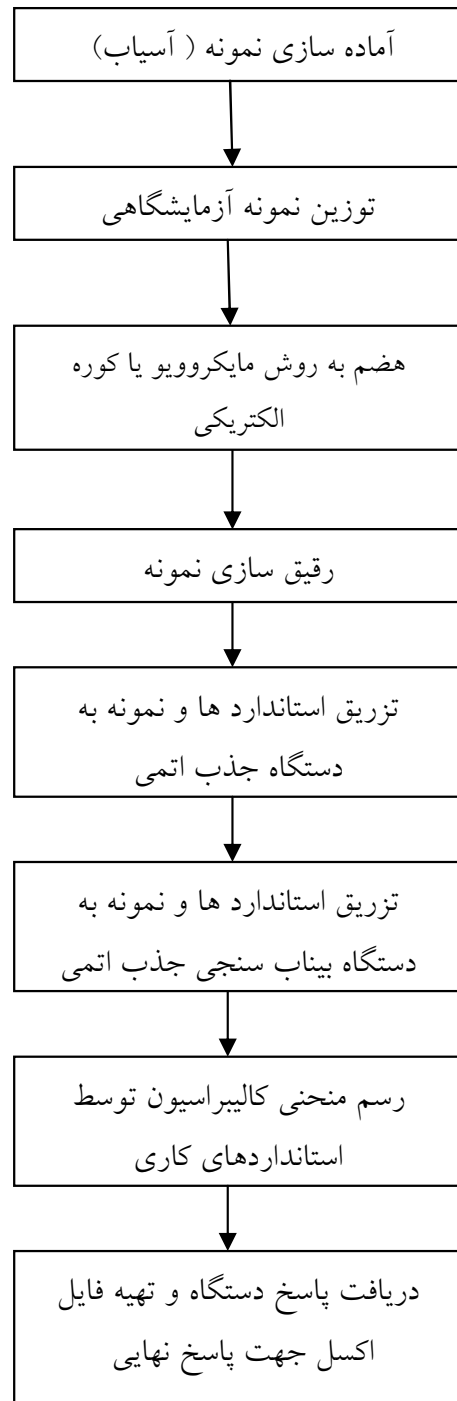 آماده سازی نمونه ( آسیاب)
توزین نمونه آزمایشگاهی
هضم به روش مایکروویو یا کوره
الکتریکی
رقیق سازی نمونه
تزریق استاندارد ها و نمونه به
دستگاه جذب اتمی
تزریق استاندارد ها و نمونه به
دستگاه بیناب سنجی جذب اتمی
رسم منحنی کالیبراسیون توسط
استانداردهای کاری
دریافت پاسخ دستگاه و تهیه فایل
اکسل جهت پاسخ نهایی